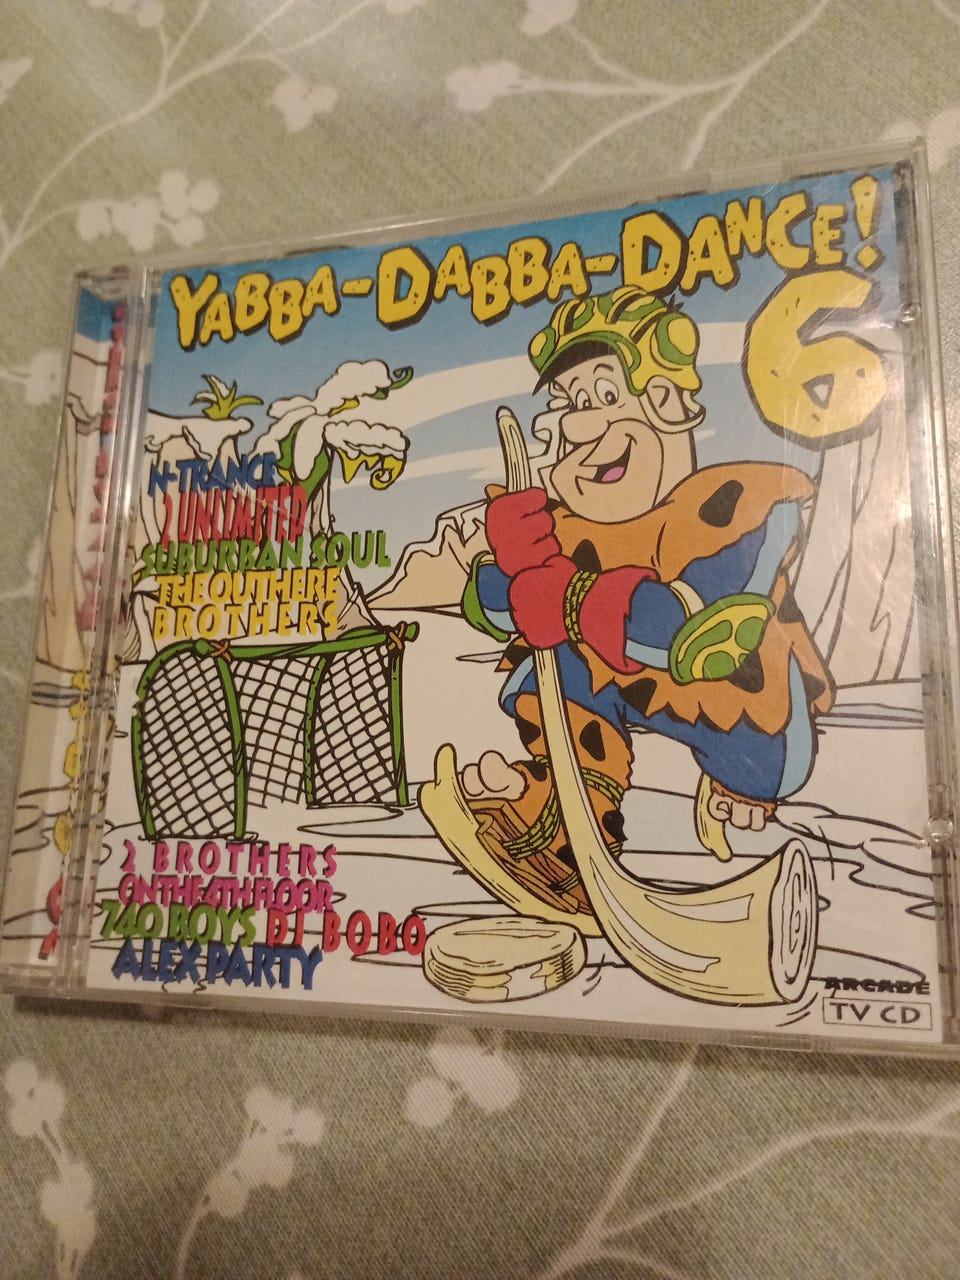 YABBA-DABBA-DANCE!
6
N-TRANCE
2 UNLIMITED
SUBURBAN SOUL
THE OUTHERE
BROTHERS
2 BROTHERS
ON THE 4TH FLOOR
740 BOYS DJ BOBO
ALEX PARTY
ARCADE
TV CD